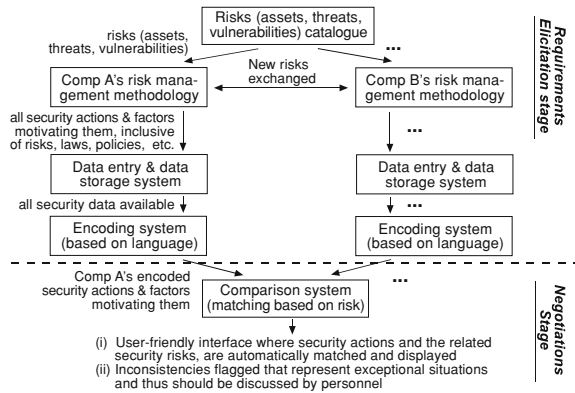 Risks (assets, threats,
vulnerabilities) catalogue
risks (assets,
threats, vulnerabilities)
...
Comp A's risk mana-
gement methodology
New risks
exchanged
Comp B's risk man-
agement methodology
all security actions & factors
motivating them, inclusive
of risks, laws, policies, etc.
...
Data entry & data
storage system
Data entry & data
storage system
all security data available
...
Encoding system
(based on language)
Encoding system
(based on language)
Requirements
Elicitation stage
Comp A's encoded
security actions & factors
motivating them
Comparison system
(matching based on risk)
...
(i) User-friendly interface where security actions and the related
security risks, are automatically matched and displayed
(ii) Inconsistencies flagged that represent exceptional situations
and thus should be discussed by personnel
Negotiations
Stage